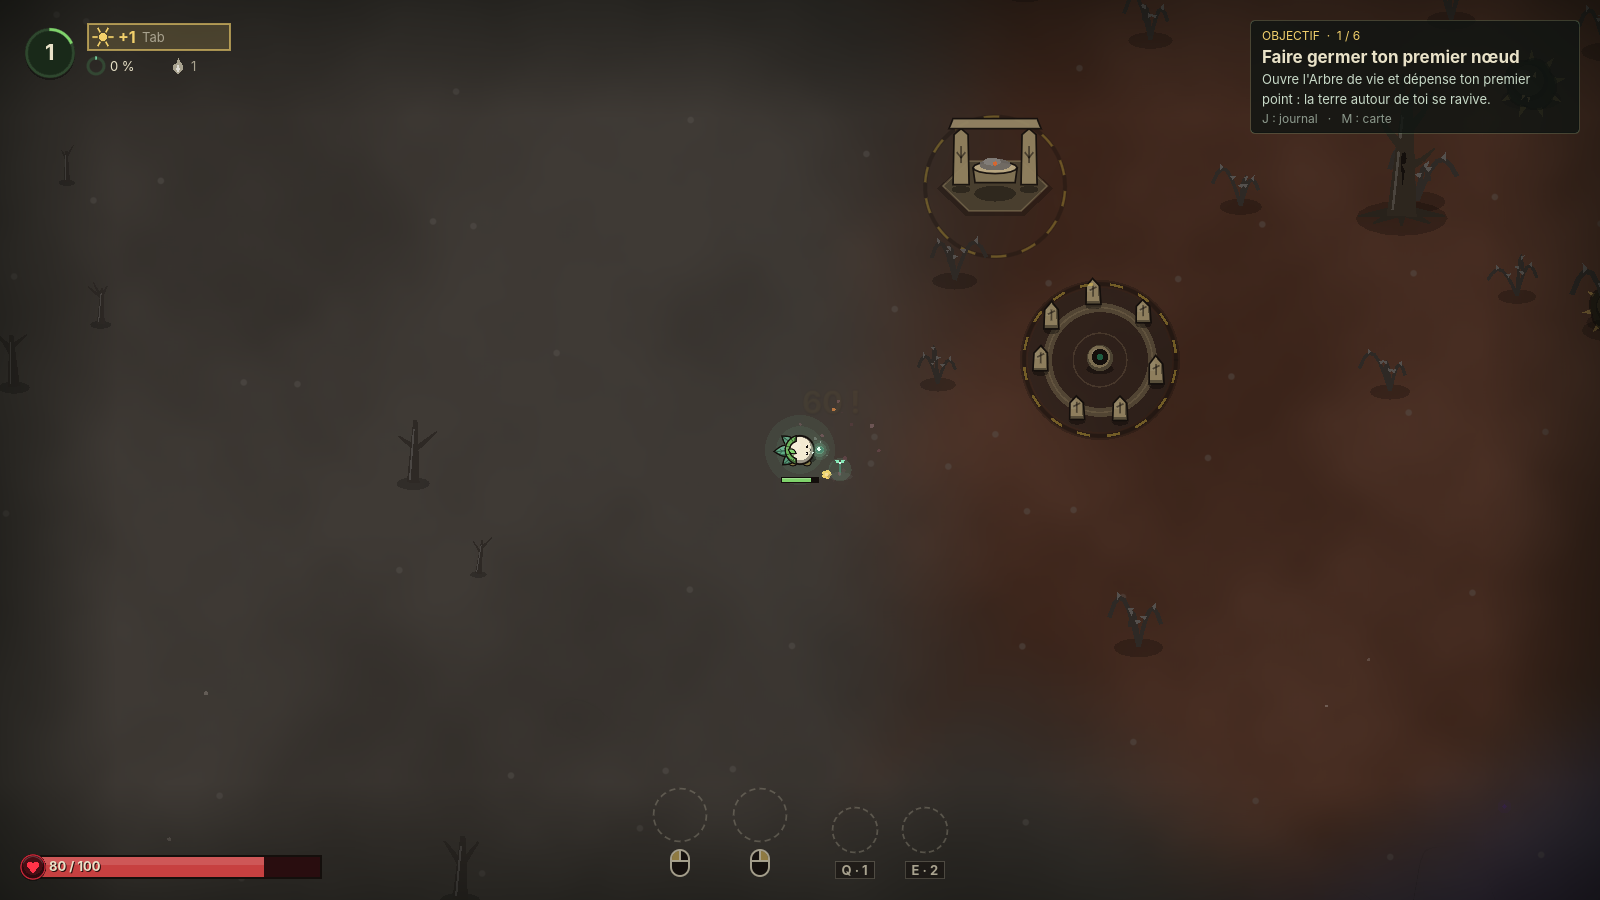 1
+1 Tab
0 %
1
OBJECTIF · 1 / 6
Faire germer ton premier nœud
Ouvre l'Arbre de vie et dépense ton premier
point : la terre autour de toi se ravive.
J : journal · M : carte
80 / 100
Q · 1
E · 2